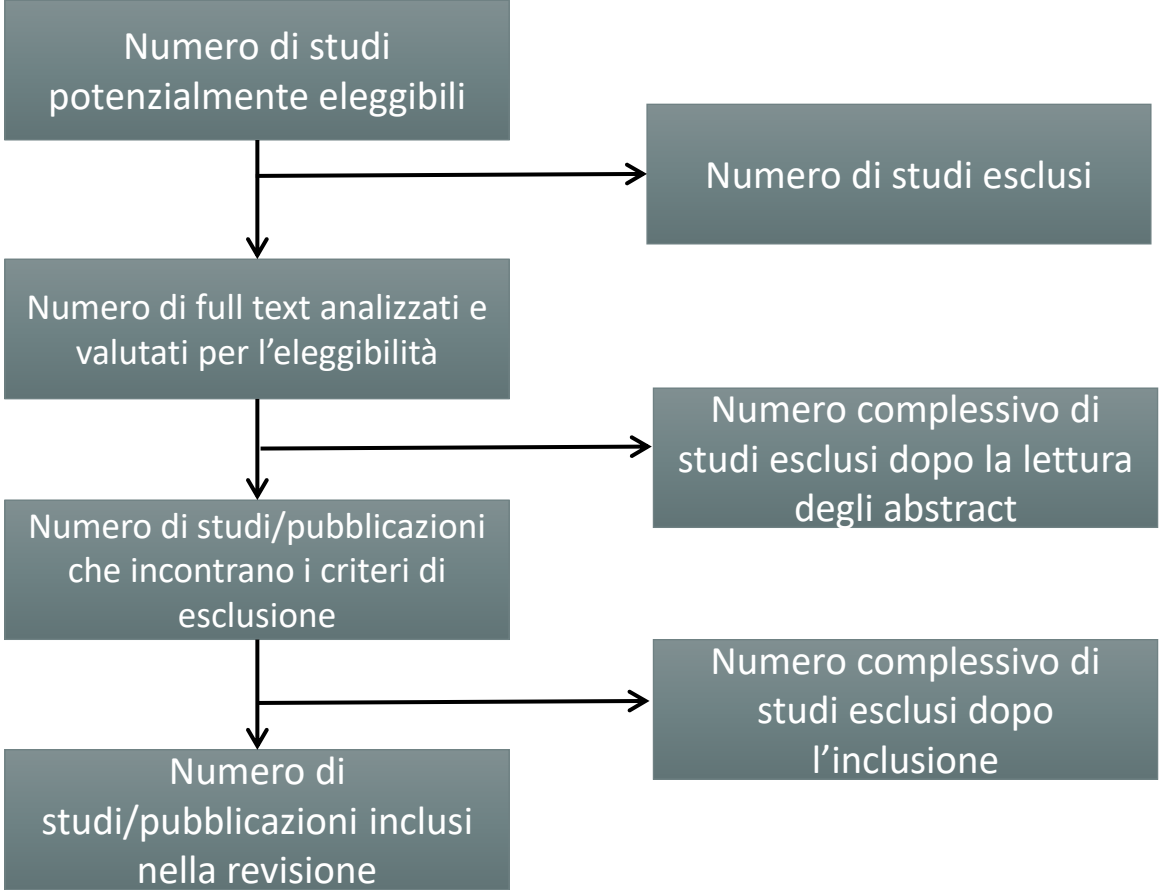 Numero di studi
potenzialmente eleggibili
Numero di studi esclusi
Numero di full text analizzati e
valutati per l’eleggibilità
Numero complessivo di
studi esclusi dopo la lettura
degli abstract
Numero di studi/pubblicazioni
che incontrano i criteri di
esclusione
Numero complessivo di
studi esclusi dopo
l’inclusione
Numero di
studi/pubblicazioni inclusi
nella revisione